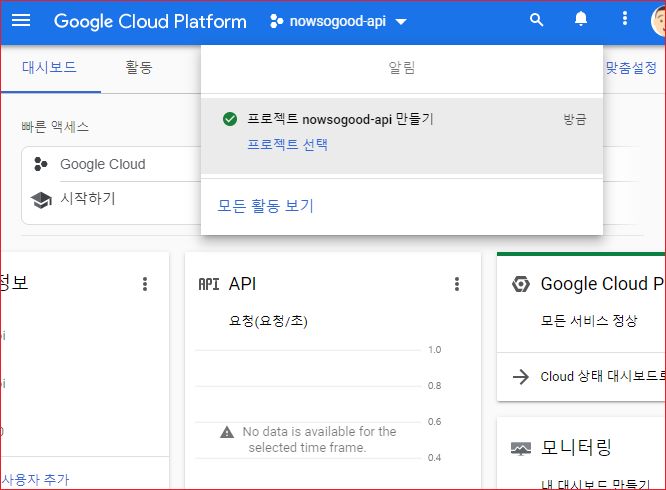 Google Cloud Platform
nowsogood-api
대시보드
활동
알림
맞춤설정
빠른 액세스
프로젝트 nowsogood-api 만들기
방금
프로젝트 선택
Google Cloud
시작하기
모든 활동 보기
정보
사용자 추가
API
API
요청(요청/초)
1.0
0.8
0.6
0.4
No data is available for the
selected time frame.
Google Cloud P
모든 서비스 정상
Cloud 상태 대시보드로
모니터링
내 대시보드 만들기